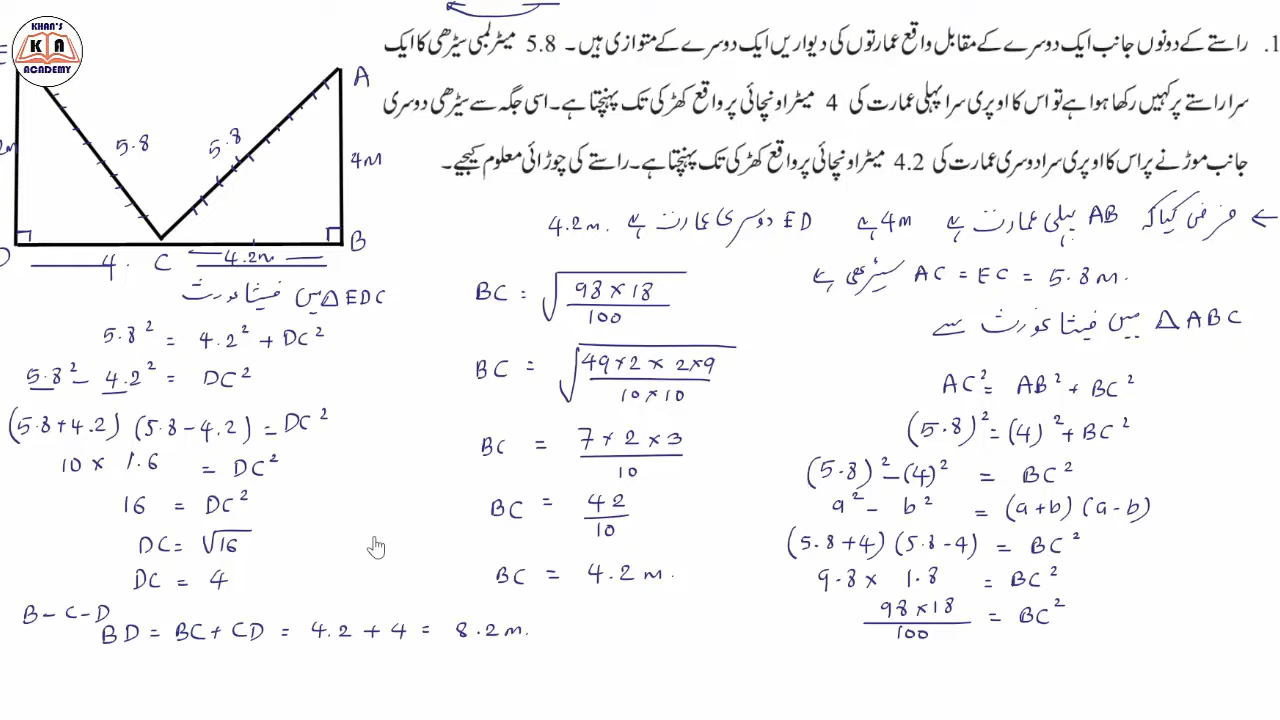 KHAN'S
K A
ACADEMY
1. راستے کے دونوں جانب ایک دوسرے کے مقابل واقع عمارتوں کی دیواریں ایک دوسرے کے متوازی ہیں۔ 5.8 میٹر لمبی سیڑھی کا ایک
سرا راستے پر کہیں رکھا ہوا ہے تو اس کا اوپری سرا پہلی عمارت کی 4 میٹر اونچائی پر واقع کھڑکی تک پہنچتا ہے۔ اسی جگہ سے سیڑھی دوسری
جانب موڑنے پر اس کا اوپری سرا دوسری عمارت کی 4.2 میٹر اونچائی پر واقع کھڑکی تک پہنچتا ہے۔ راستے کی چوڑائی معلوم کیجیے۔
E
A
5.8
5.8
2m
4m
D
C
B
4.
4.2m
← فرض کیا کہ AB پہلی عمارت ہے 4m ہے ED دوسری عمارت ہے 4.2m.
AC = EC = 5.8m. سیڑھی ہے
△ABC میں فیثاغورث سے
AC² = AB² + BC²
(5.8)² = (4)² + BC²
(5.8)² – (4)² = BC²
a² – b² = (a+b) (a-b)
(5.8+4) (5.8-4) = BC²
9.8 × 1.8 = BC²
98×18/100 = BC²
BC = √(98×18/100)
BC = √(49×2×2×9/10×10)
BC = 7×2×3/10
BC = 42/10
BC = 4.2m.
△EDC میں فیثاغورث
5.8² = 4.2² + DC²
5.8² – 4.2² = DC²
(5.8+4.2) (5.8-4.2) = DC²
10 × 1.6 = DC²
16 = DC²
DC = √16
DC = 4
B-C-D
BD = BC + CD = 4.2 + 4 = 8.2m.